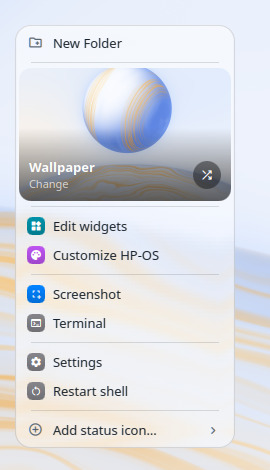 New Folder
Wallpaper
Change
Edit widgets
Customize HP-OS
Screenshot
Terminal
Settings
Restart shell
Add status icon...